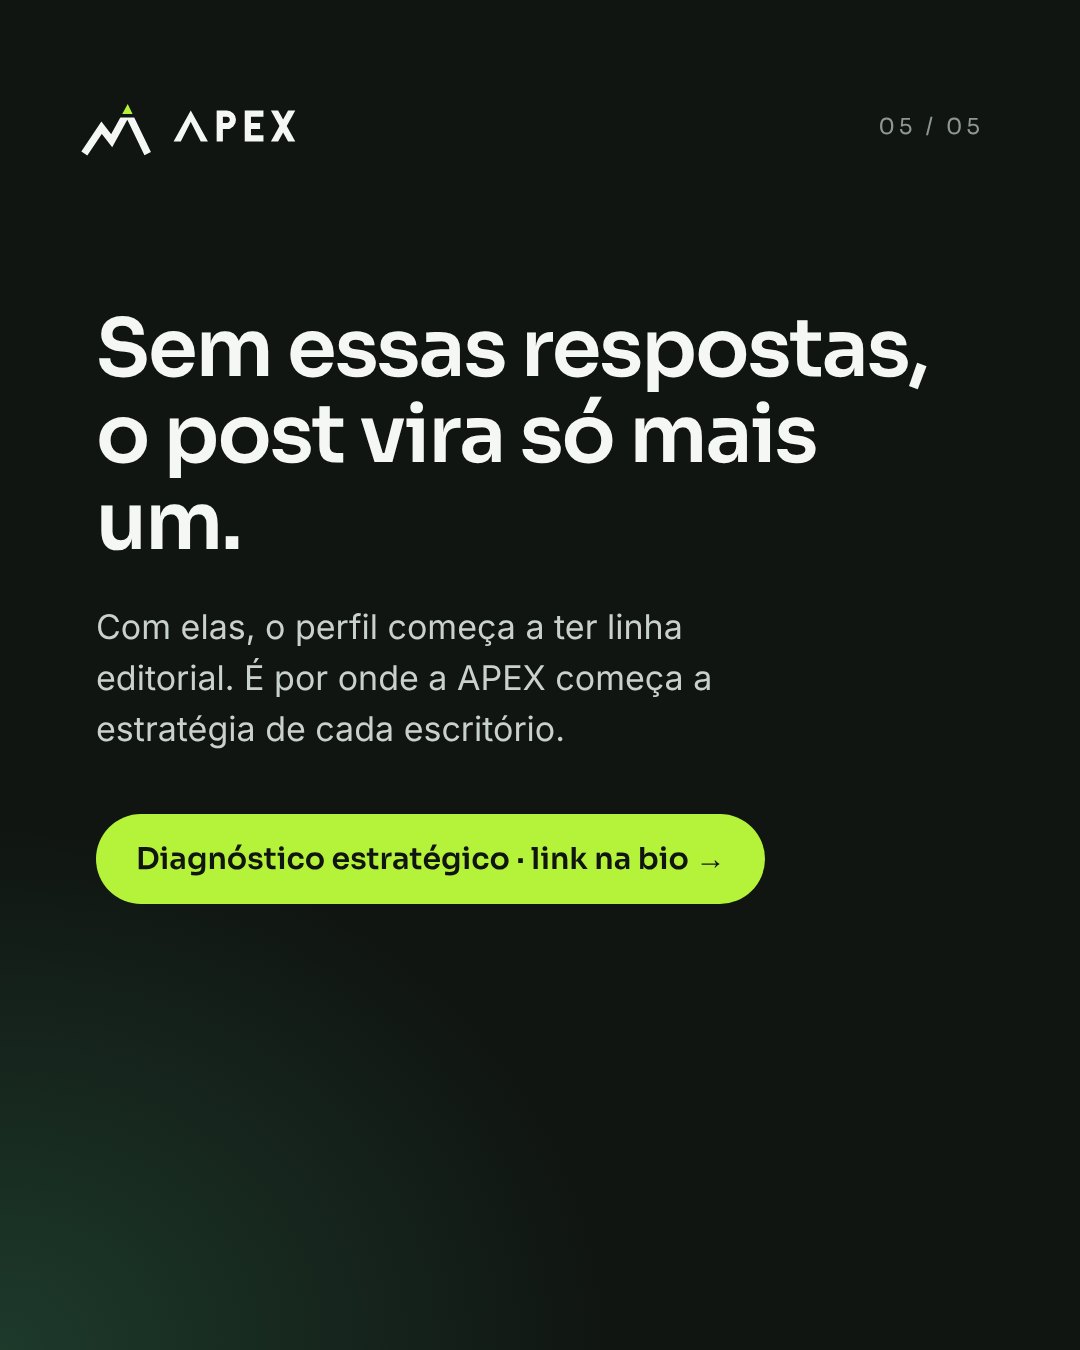 APEX
05 / 05
Sem essas respostas,
o post vira só mais
um.
Com elas, o perfil começa a ter linha
editorial. É por onde a APEX começa a
estratégia de cada escritório.
Diagnóstico estratégico · link na bio →